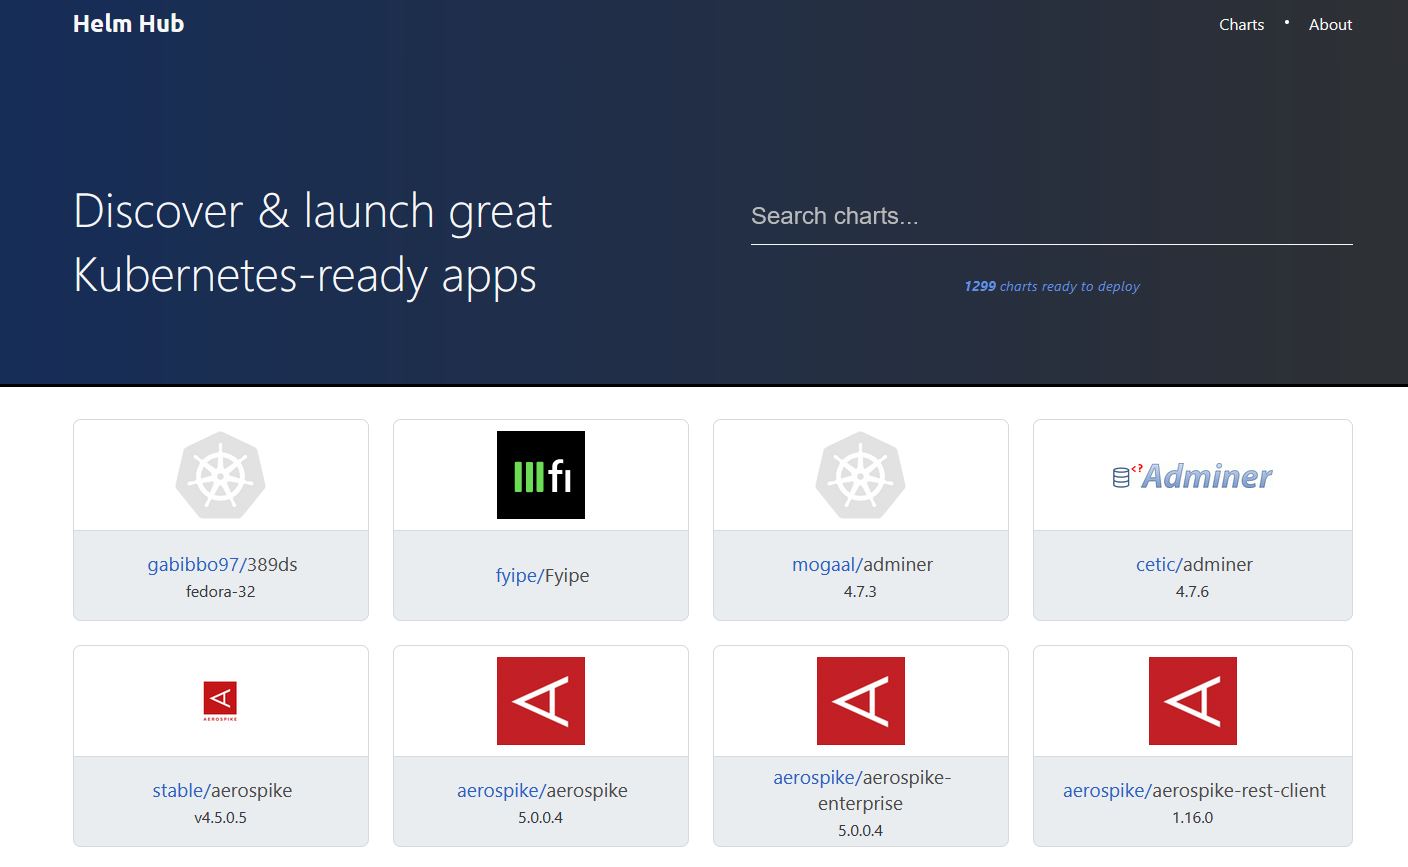 Helm Hub
Charts • About
Discover & launch great
Kubernetes-ready apps
Search charts...
1299 charts ready to deploy
fi
<? Adminer
gabibbo97/389ds
fedora-32
fyipe/Fyipe
mogaal/adminer
4.7.3
cetic/adminer
4.7.6
AEROSPIKE
stable/aerospike
v4.5.0.5
aerospike/aerospike
5.0.0.4
aerospike/aerospike-
enterprise
5.0.0.4
aerospike/aerospike-rest-client
1.16.0